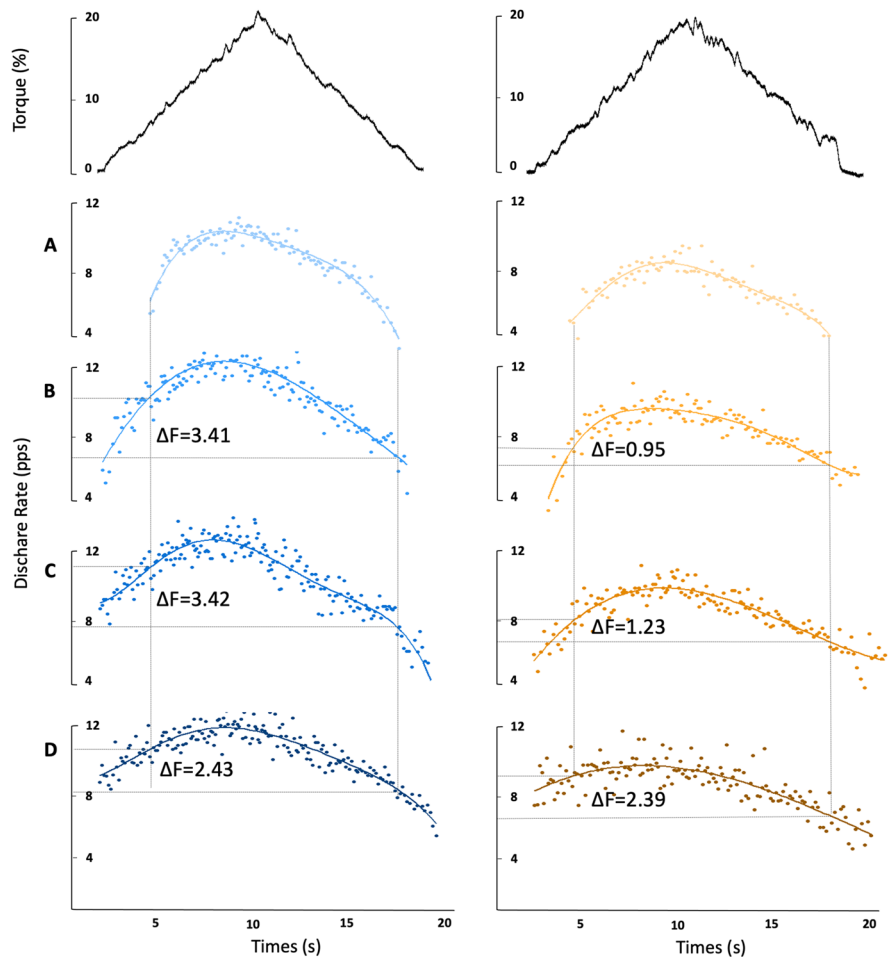 20
10
0
Torque (%)
20
10
0
A
12
8
4
12
8
4
B
12
8
4
ΔF=3.41
12
8
4
ΔF=0.95
Dischare Rate (pps)
C
12
8
4
ΔF=3.42
12
8
4
ΔF=1.23
D
12
8
4
ΔF=2.43
12
8
4
ΔF=2.39
5 10 15 20
Times (s)
5 10 15 20
Times (s)